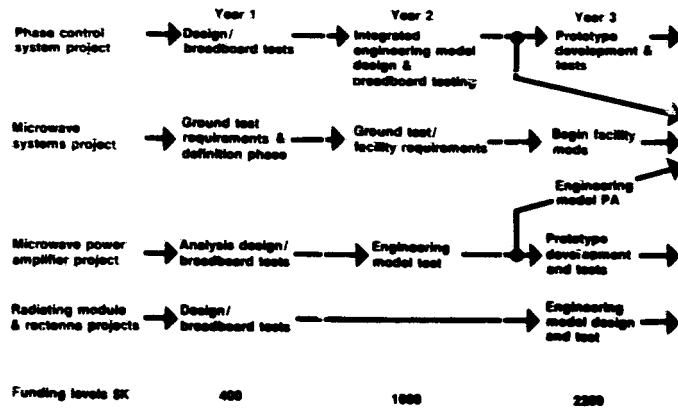 Year 1 Year 2 Year 3
Phase control
system project
Design/
breadboard tests
Integrated
engineering model
design &
breadboard testing
Prototype
development &
tests
Microwave
systems project
Ground test
requirements &
definition phase
Ground test/
facility requirements
Begin facility
mods
Engineering
model PA
Microwave power
amplifier project
Analysis design/
breadboard tests
Engineering
model test
Prototype
development
and tests
Radiating module
& rectenna projects
Design/
breadboard tests
Engineering
model design
and test
Funding levels $K 400